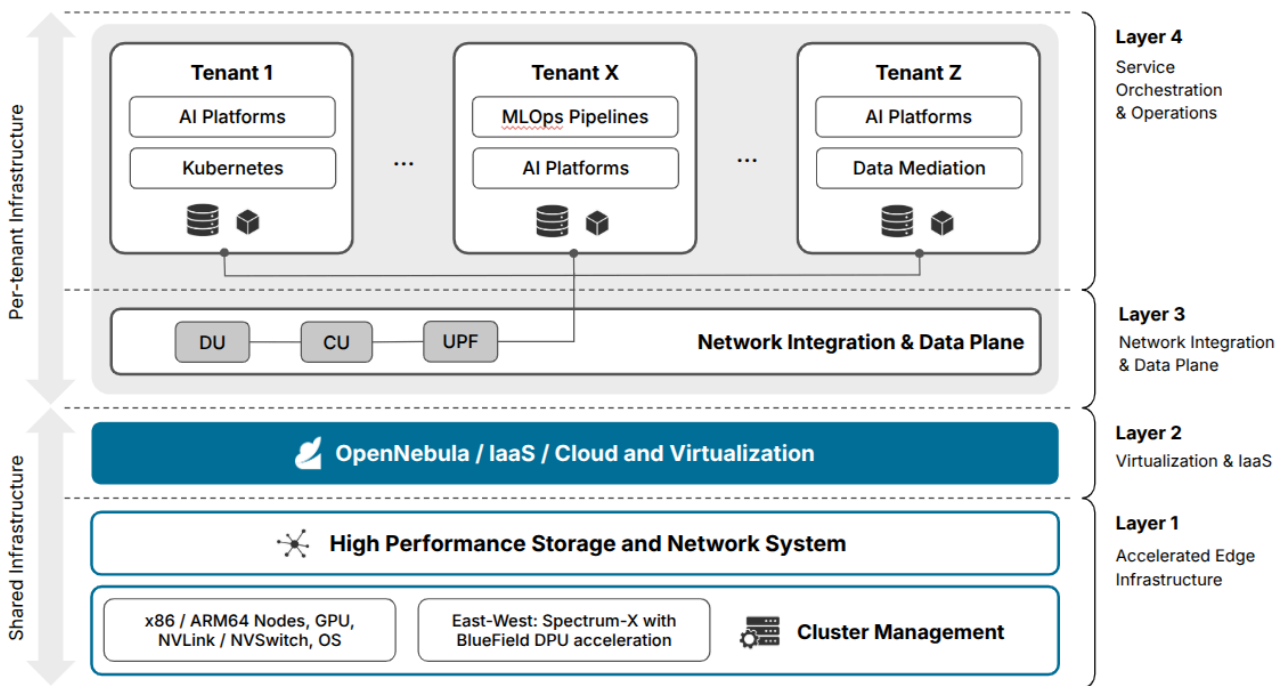 Per-tenant Infrastructure
Tenant 1
AI Platforms
Kubernetes
...
Tenant X
MLOps Pipelines
AI Platforms
...
Tenant Z
AI Platforms
Data Mediation
Layer 4
Service
Orchestration
& Operations
DU
CU
UPF
Network Integration & Data Plane
Layer 3
Network Integration
& Data Plane
Shared Infrastructure
OpenNebula / IaaS / Cloud and Virtualization
Layer 2
Virtualization & IaaS
High Performance Storage and Network System
Layer 1
Accelerated Edge
Infrastructure
x86 / ARM64 Nodes, GPU,
NVLink / NVSwitch, OS
East-West: Spectrum-X with
BlueField DPU acceleration
Cluster Management